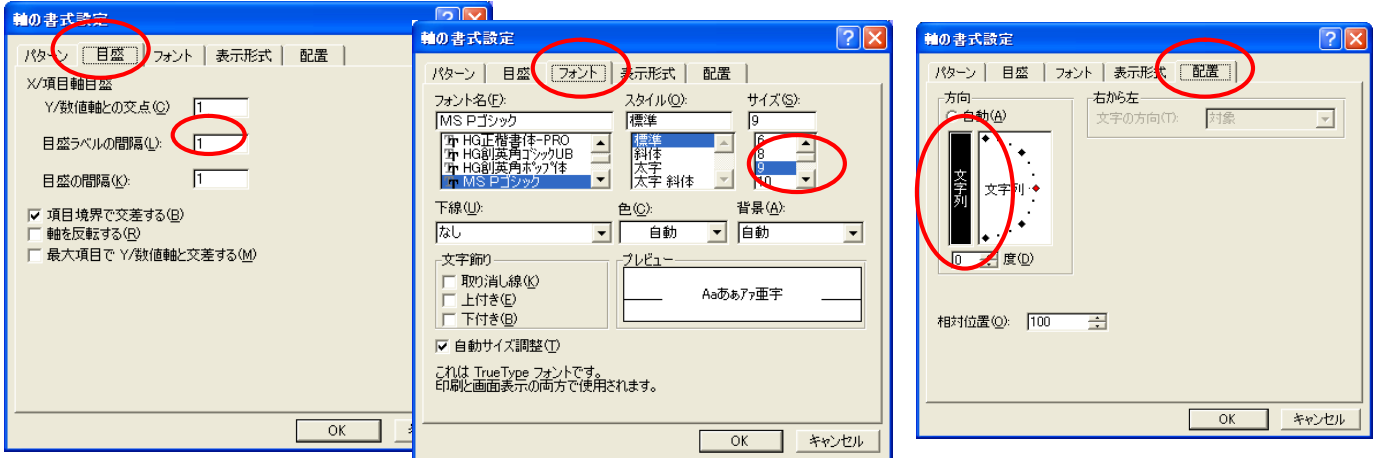 軸の書式設定
パターン 目盛 フォント 表示形式 配置
X/項目軸目盛
Y/数値軸との交点(C) 1
目盛ラベルの間隔(L): 1
目盛の間隔(K): 1
項目境界で交差する(B)
軸を反転する(R)
最大項目で Y/数値軸と交差する(M)
OK
軸の書式設定
パターン 目盛 フォント 表示形式 配置
フォント名(F): スタイル(O): サイズ(S):
MS Pゴシック 標準 9
HG正楷書体-PRO 標準 6
HG創英角ゴシックUB 斜体 8
HG創英角ポップ体 太字 9
MS Pゴシック 太字 斜体 10
下線(U): 色(C): 背景(A):
なし 自動 自動
文字飾り プレビュー
取り消し線(K)
上付き(E)
下付き(B)
Aaあぁアァ亜宇
自動サイズ調整(T)
これは TrueType フォントです。
印刷と画面表示の両方で使用されます。
OK キャンセル
軸の書式設定
パターン 目盛 フォント 表示形式 配置
方向 右から左
自動(A) 文字の方向(T): 対象
文字列 文字列
0 度(D)
相対位置(O): 100
OK キャンセル